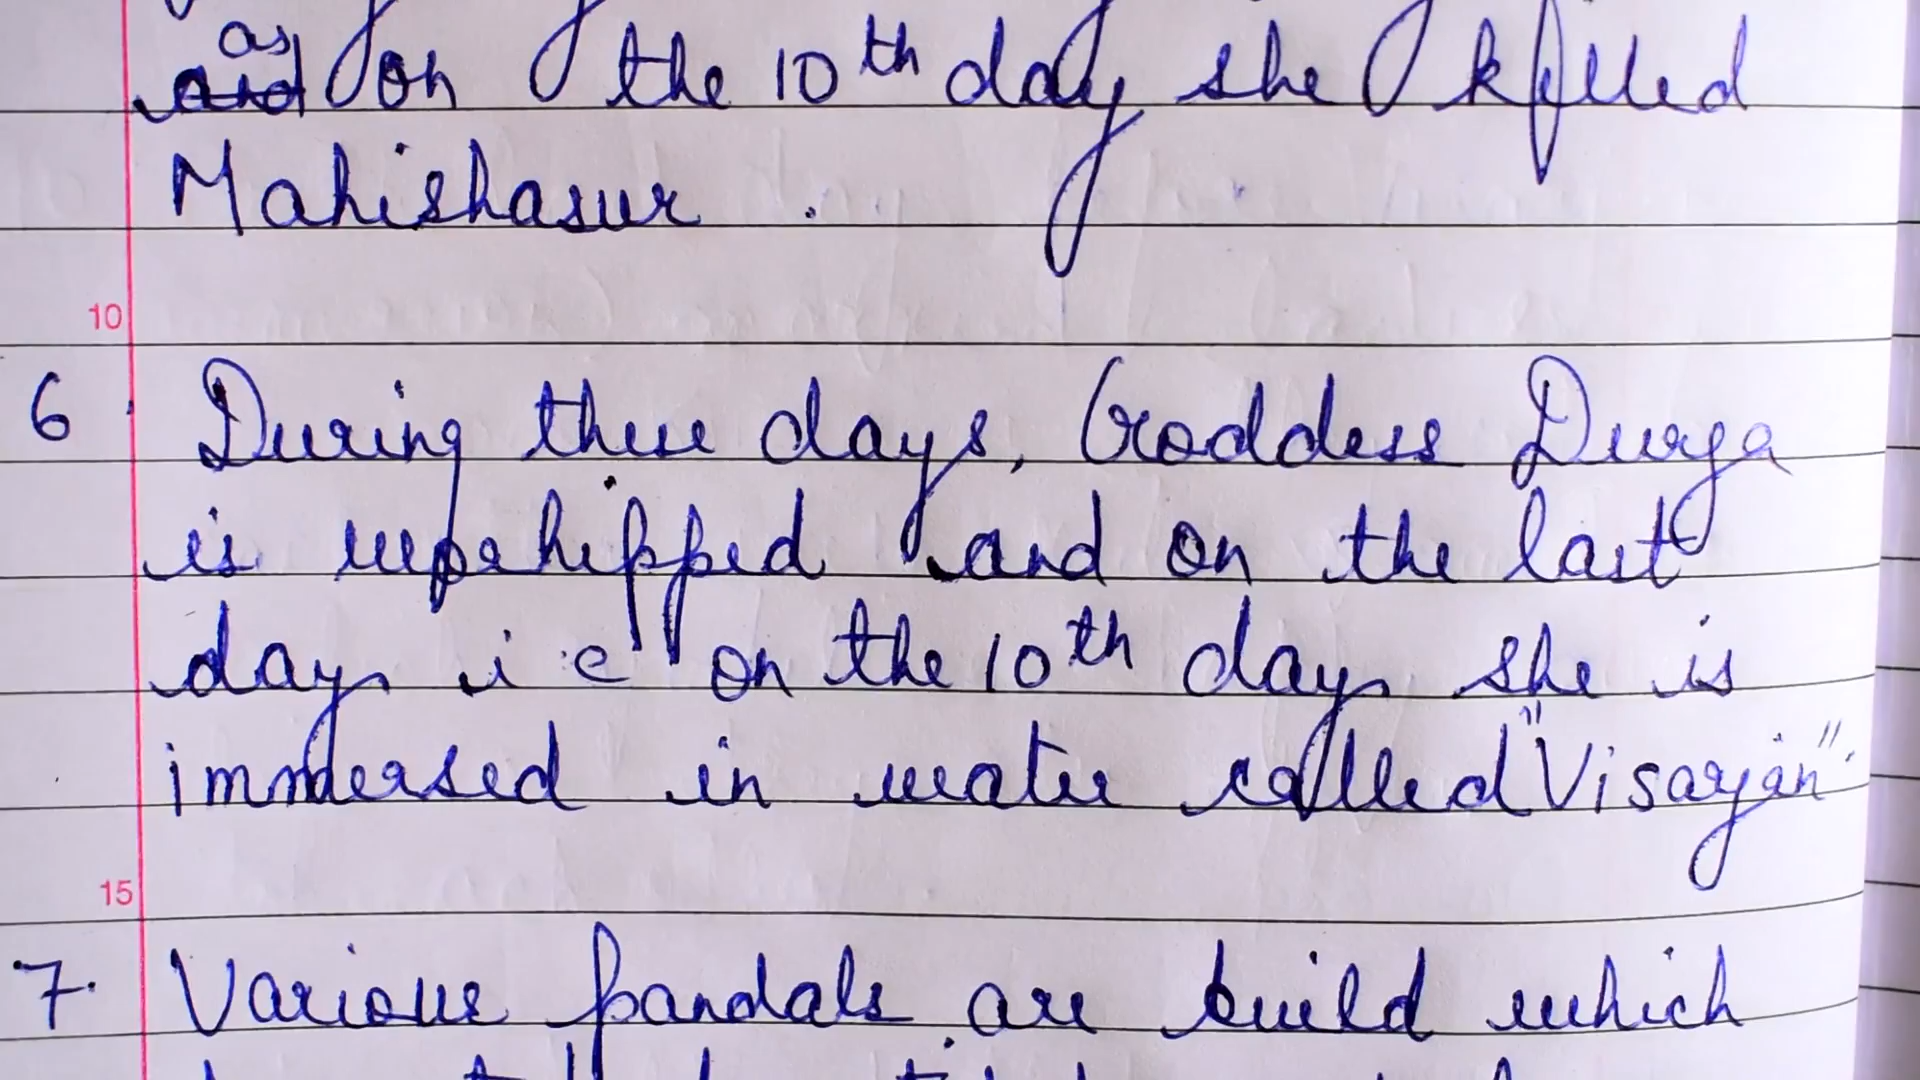 as
and on the 10th day she killed
Mahishasur .
10
6 . During these days, Goddess Durga
is worshipped and on the last
day i.e on the 10th day she is
immersed in water called "Visarjan".
15
7. Various pandals are build which